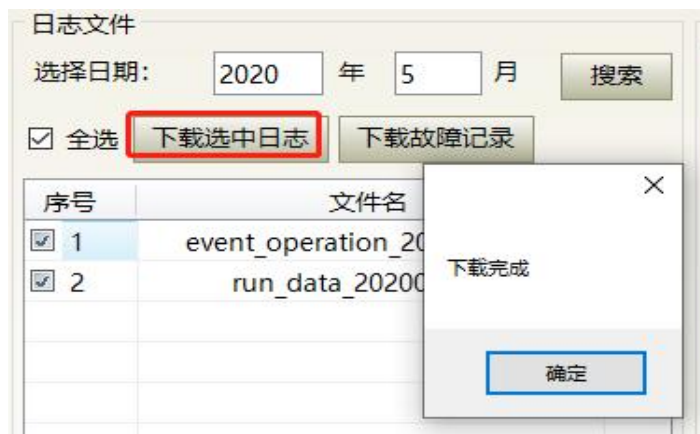 日志文件
选择日期: 2020 年 5 月 搜索
全选 下载选中日志 下载故障记录
序号 文件名
1 event_operation_20
2 run_data_20200
下载完成
确定